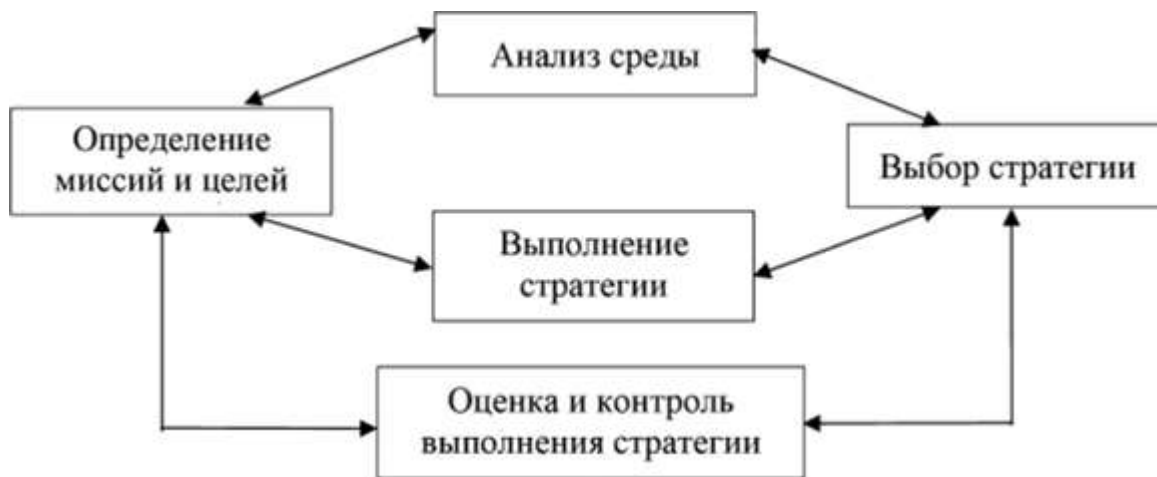 Анализ среды
Определение
миссий и целей
Выбор стратегии
Выполнение
стратегии
Оценка и контроль
выполнения стратегии